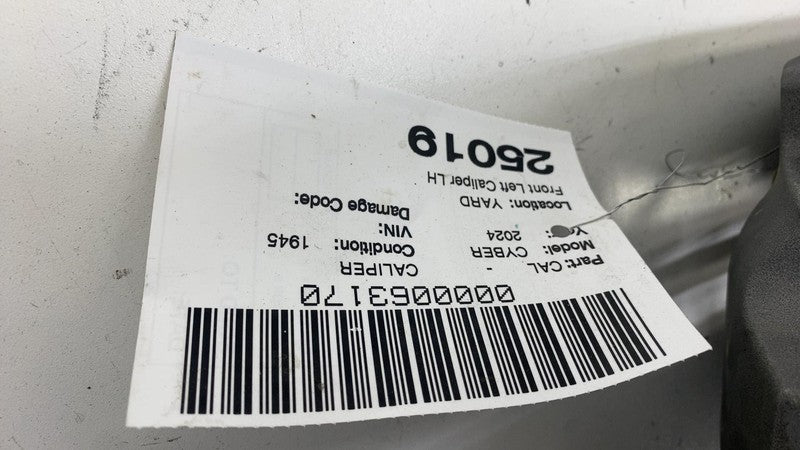 0000063170
Part: CAL - CALIPER
Model: CYBER Condition: 1945
2024 VIN:
Location: YARD Damage Code:
Front Left Caliper LH
25019